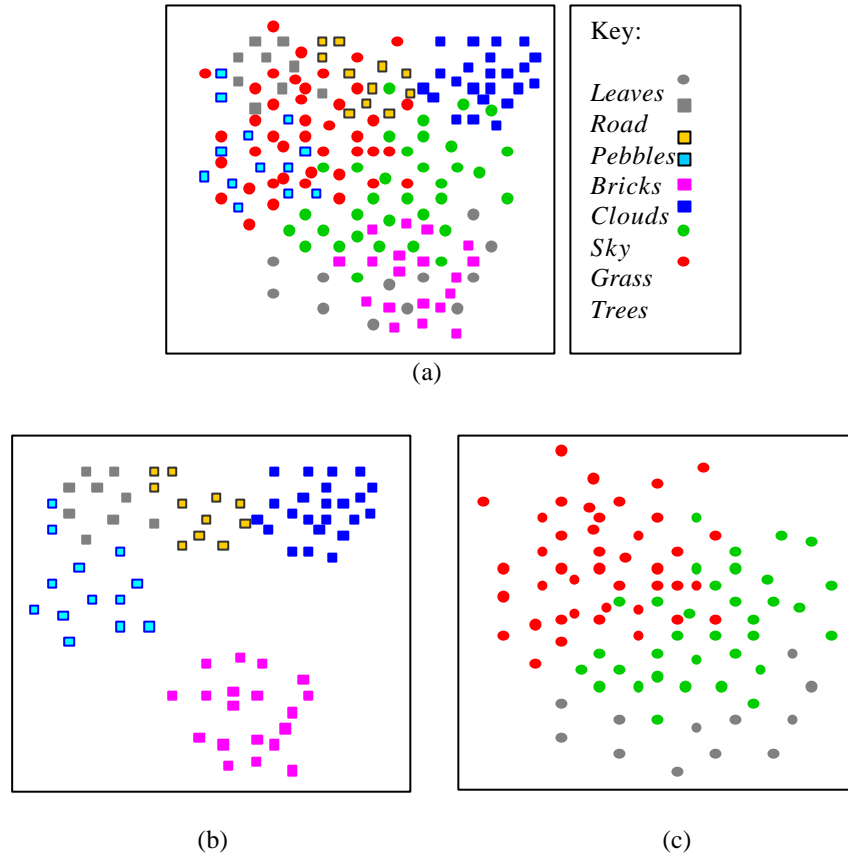 Key:
Leaves
Road
Pebbles
Bricks
Clouds
Sky
Grass
Trees
(a)
(b)
(c)